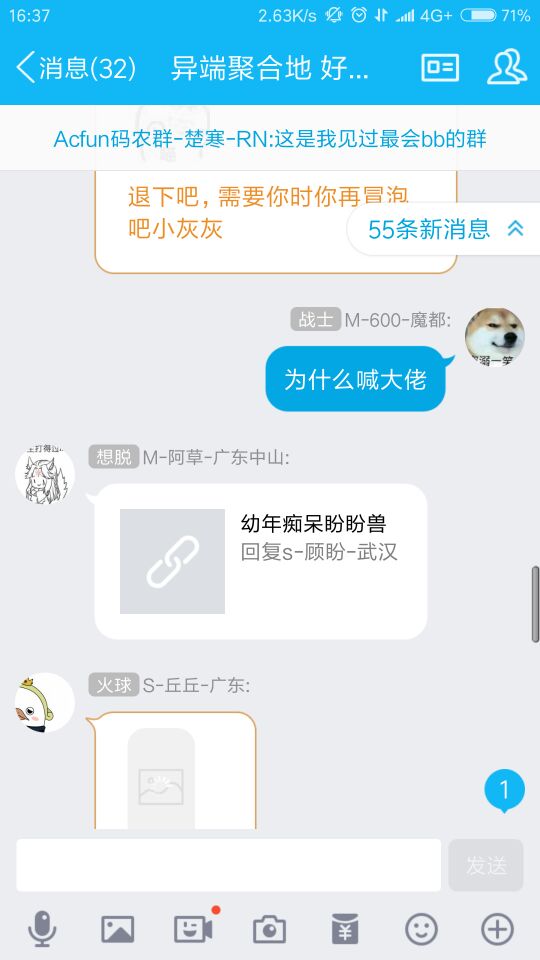 16:37
2.63K/s
4G+
71%
消息(32)
异端聚合地 好...
Acfun码农群-楚寒-RN:这是我见过最会bb的群
退下吧，需要你时你再冒泡
吧小灰灰
55条新消息
战士 M-600-魔都:
为什么喊大佬
想脱 M-阿草-广东中山:
幼年痴呆盼盼兽
回复s-顾盼-武汉
火球 S-丘丘-广东:
1
发送
¥